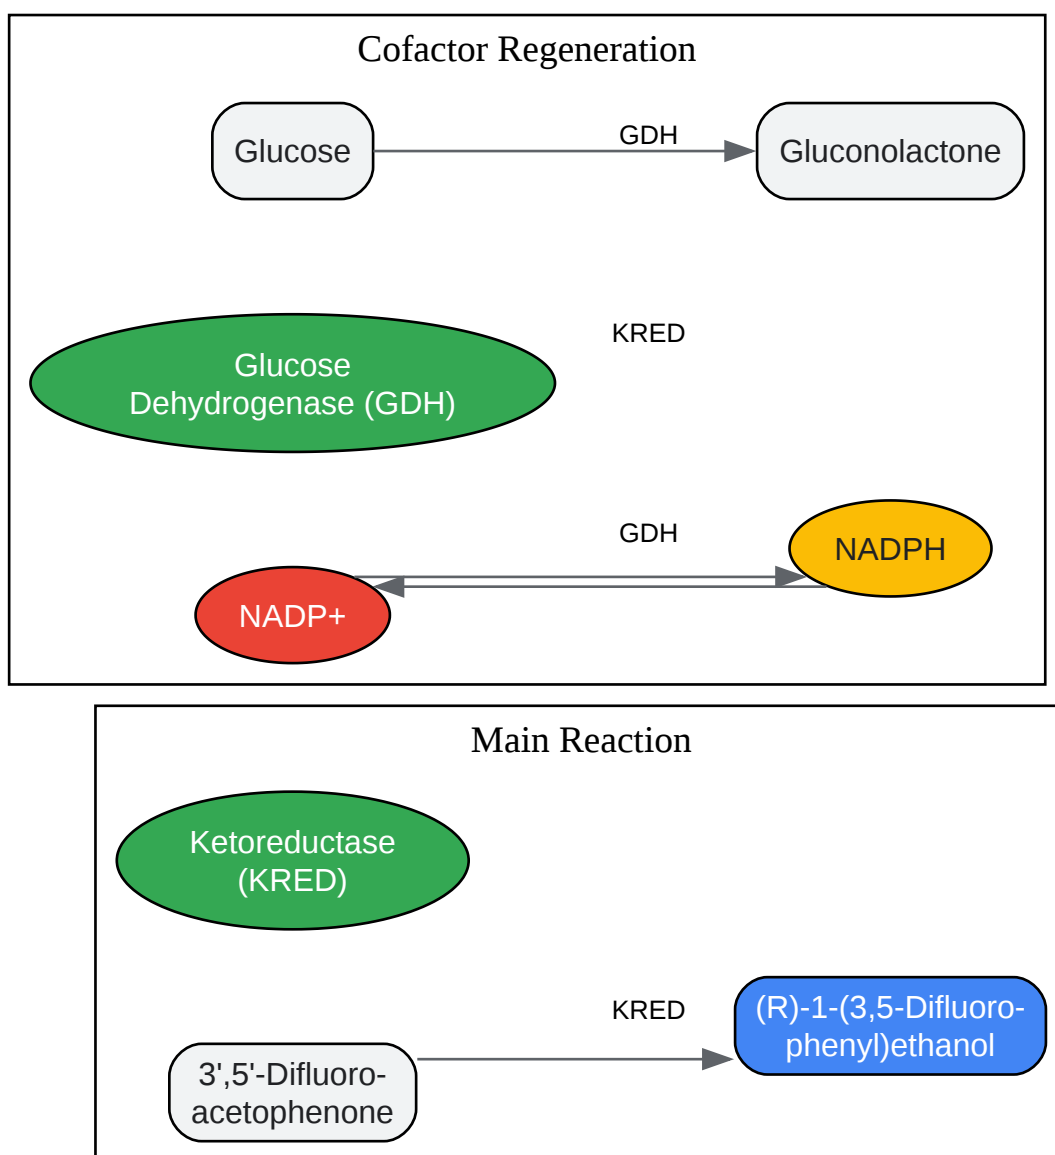 Cofactor Regeneration
Glucose
GDH
Gluconolactone
KRED
Glucose
Dehydrogenase (GDH)
GDH
NADPH
NADP+
Main Reaction
Ketoreductase
(KRED)
KRED
(R)-1-(3,5-Difluoro-
phenyl)ethanol
3',5'-Difluoro-
acetophenone